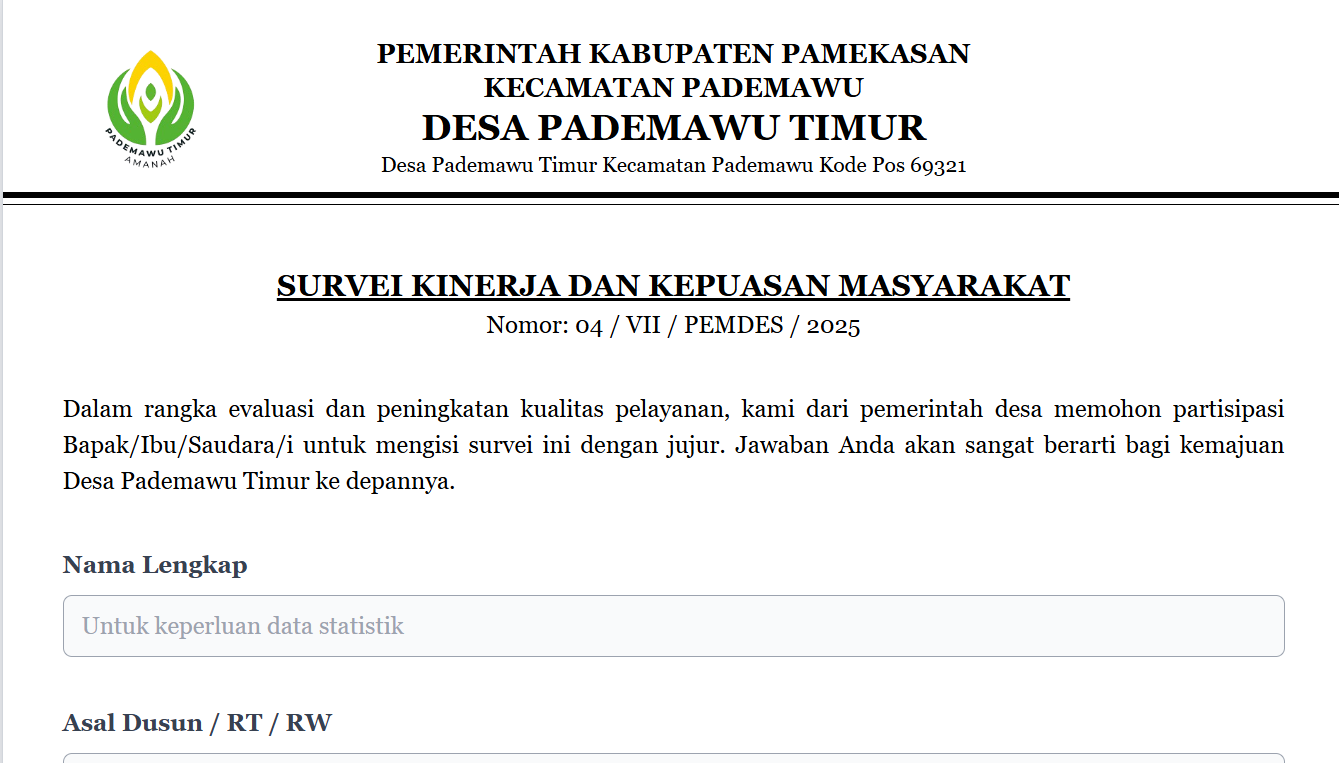 PADEMAWU TIMUR
AMANAH
PEMERINTAH KABUPATEN PAMEKASAN
KECAMATAN PADEMAWU
DESA PADEMAWU TIMUR
Desa Pademawu Timur Kecamatan Pademawu Kode Pos 69321
SURVEI KINERJA DAN KEPUASAN MASYARAKAT
Nomor: 04 / VII / PEMDES / 2025
Dalam rangka evaluasi dan peningkatan kualitas pelayanan, kami dari pemerintah desa memohon partisipasi
Bapak/Ibu/Saudara/i untuk mengisi survei ini dengan jujur. Jawaban Anda akan sangat berarti bagi kemajuan
Desa Pademawu Timur ke depannya.
Nama Lengkap
Untuk keperluan data statistik
Asal Dusun / RT / RW